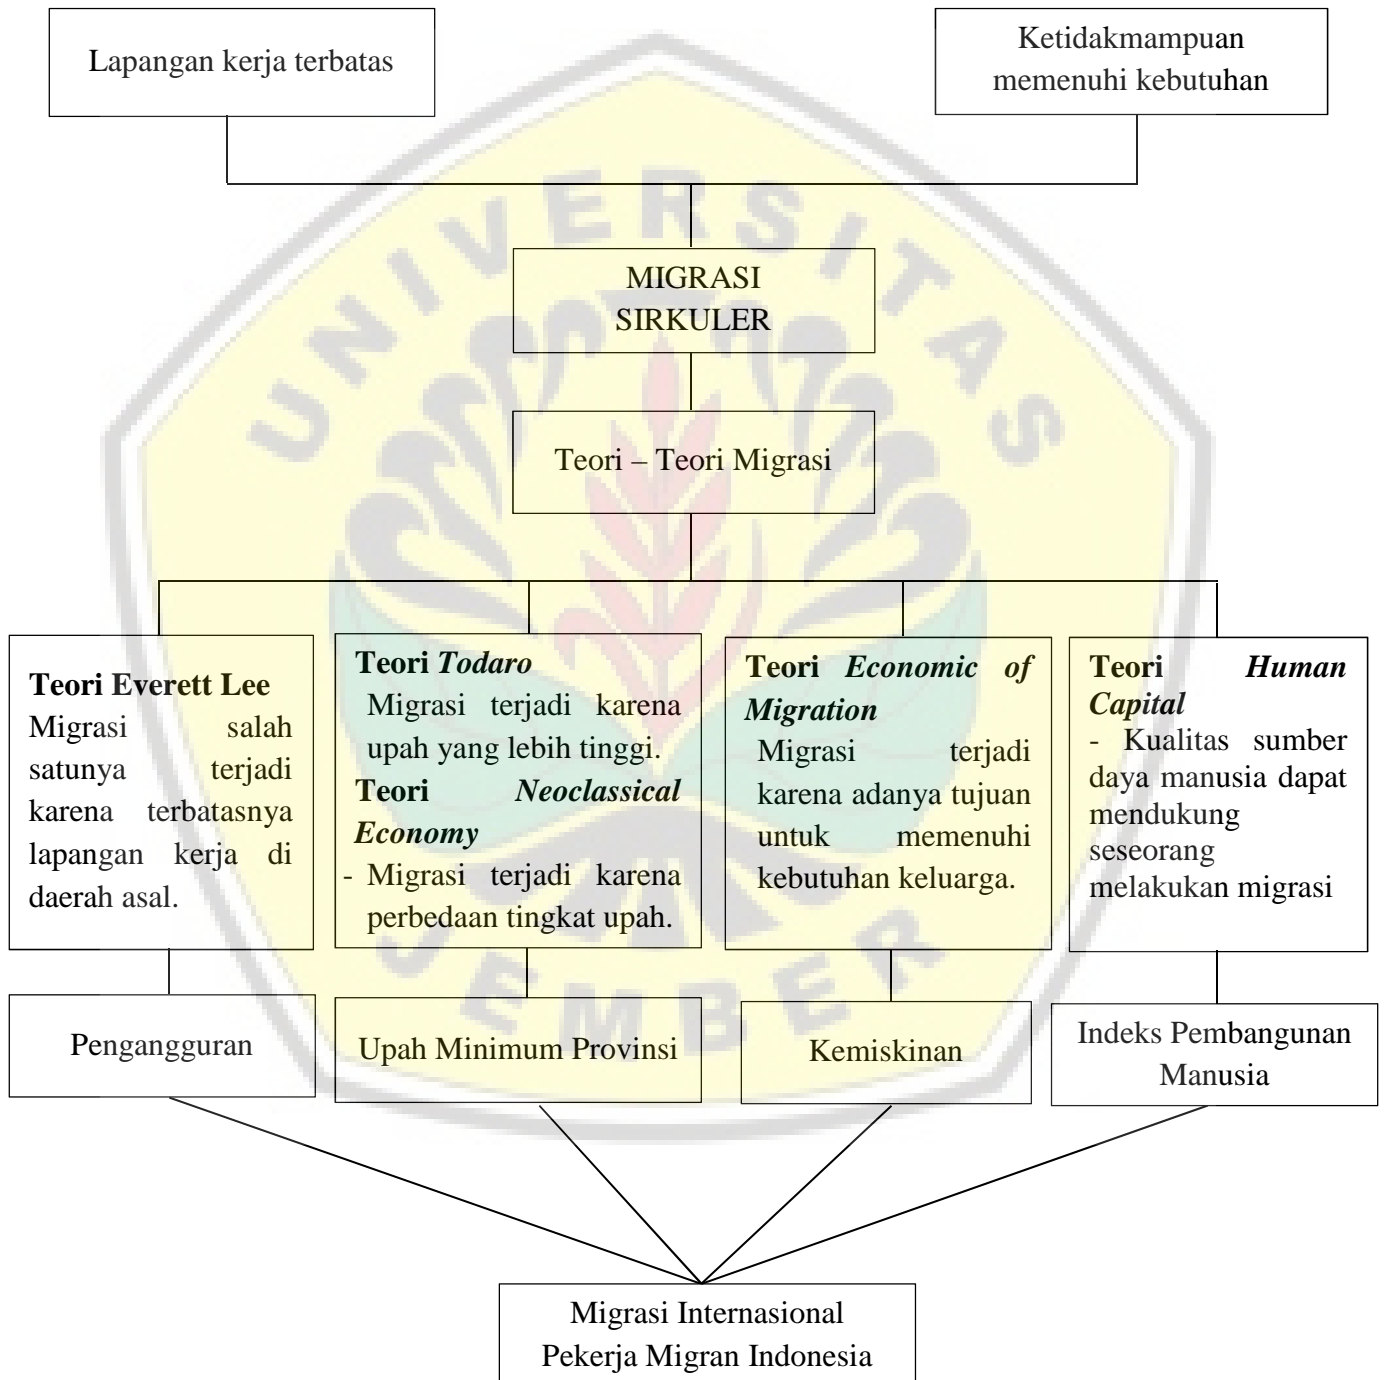 Lapangan kerja terbatas
Ketidakmampuan
memenuhi kebutuhan
MIGRASI
SIRKULER
Teori – Teori Migrasi
Teori Everett Lee
Migrasi salah
satunya terjadi
karena terbatasnya
lapangan kerja di
daerah asal.
Teori Todaro
Migrasi terjadi karena
upah yang lebih tinggi.
Teori Neoclassical
Economy
- Migrasi terjadi karena
perbedaan tingkat upah.
Teori Economic of
Migration
Migrasi terjadi
karena adanya tujuan
untuk memenuhi
kebutuhan keluarga.
Teori Human
Capital
- Kualitas sumber
daya manusia dapat
mendukung
seseorang
melakukan migrasi
Pengangguran
Upah Minimum Provinsi
Kemiskinan
Indeks Pembangunan
Manusia
Migrasi Internasional
Pekerja Migran Indonesia
UNIVERSITAS
JEMBER